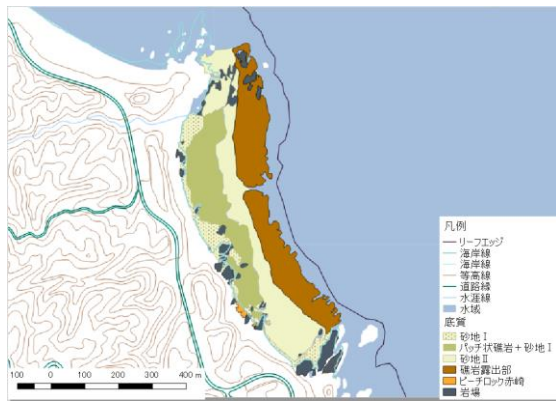 凡例
リーフエッジ
海岸線
海岸線
等高線
道路線
水涯線
水域
底質
砂地Ⅰ
パッチ状礁岩+砂地Ⅰ
砂地Ⅱ
礁岩露出部
ビーチロック赤崎
岩場
100 0 100 200 300 400 m